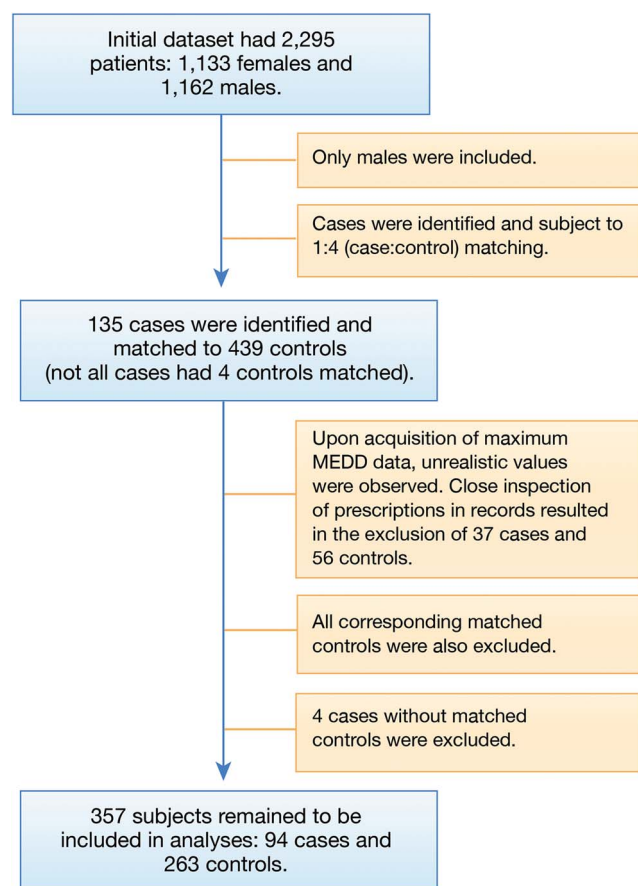 Initial dataset had 2,295
patients: 1,133 females and
1,162 males.
Only males were included.
Cases were identified and subject to
1:4 (case:control) matching.
135 cases were identified and
matched to 439 controls
(not all cases had 4 controls matched).
Upon acquisition of maximum
MEDD data, unrealistic values
were observed. Close inspection
of prescriptions in records resulted
in the exclusion of 37 cases and
56 controls.
All corresponding matched
controls were also excluded.
4 cases without matched
controls were excluded.
357 subjects remained to be
included in analyses: 94 cases and
263 controls.